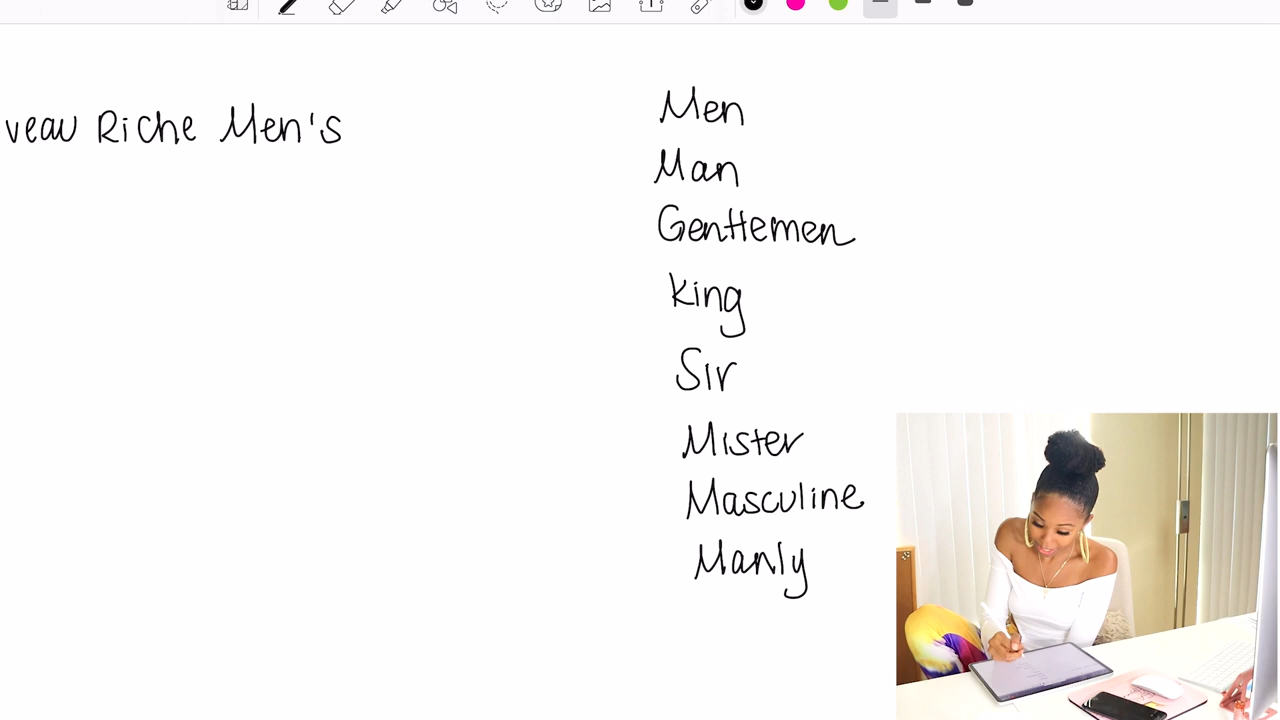 veau Riche Men's
Men
Man
Gentlemen
King
Sir
Mister
Masculine
Manly